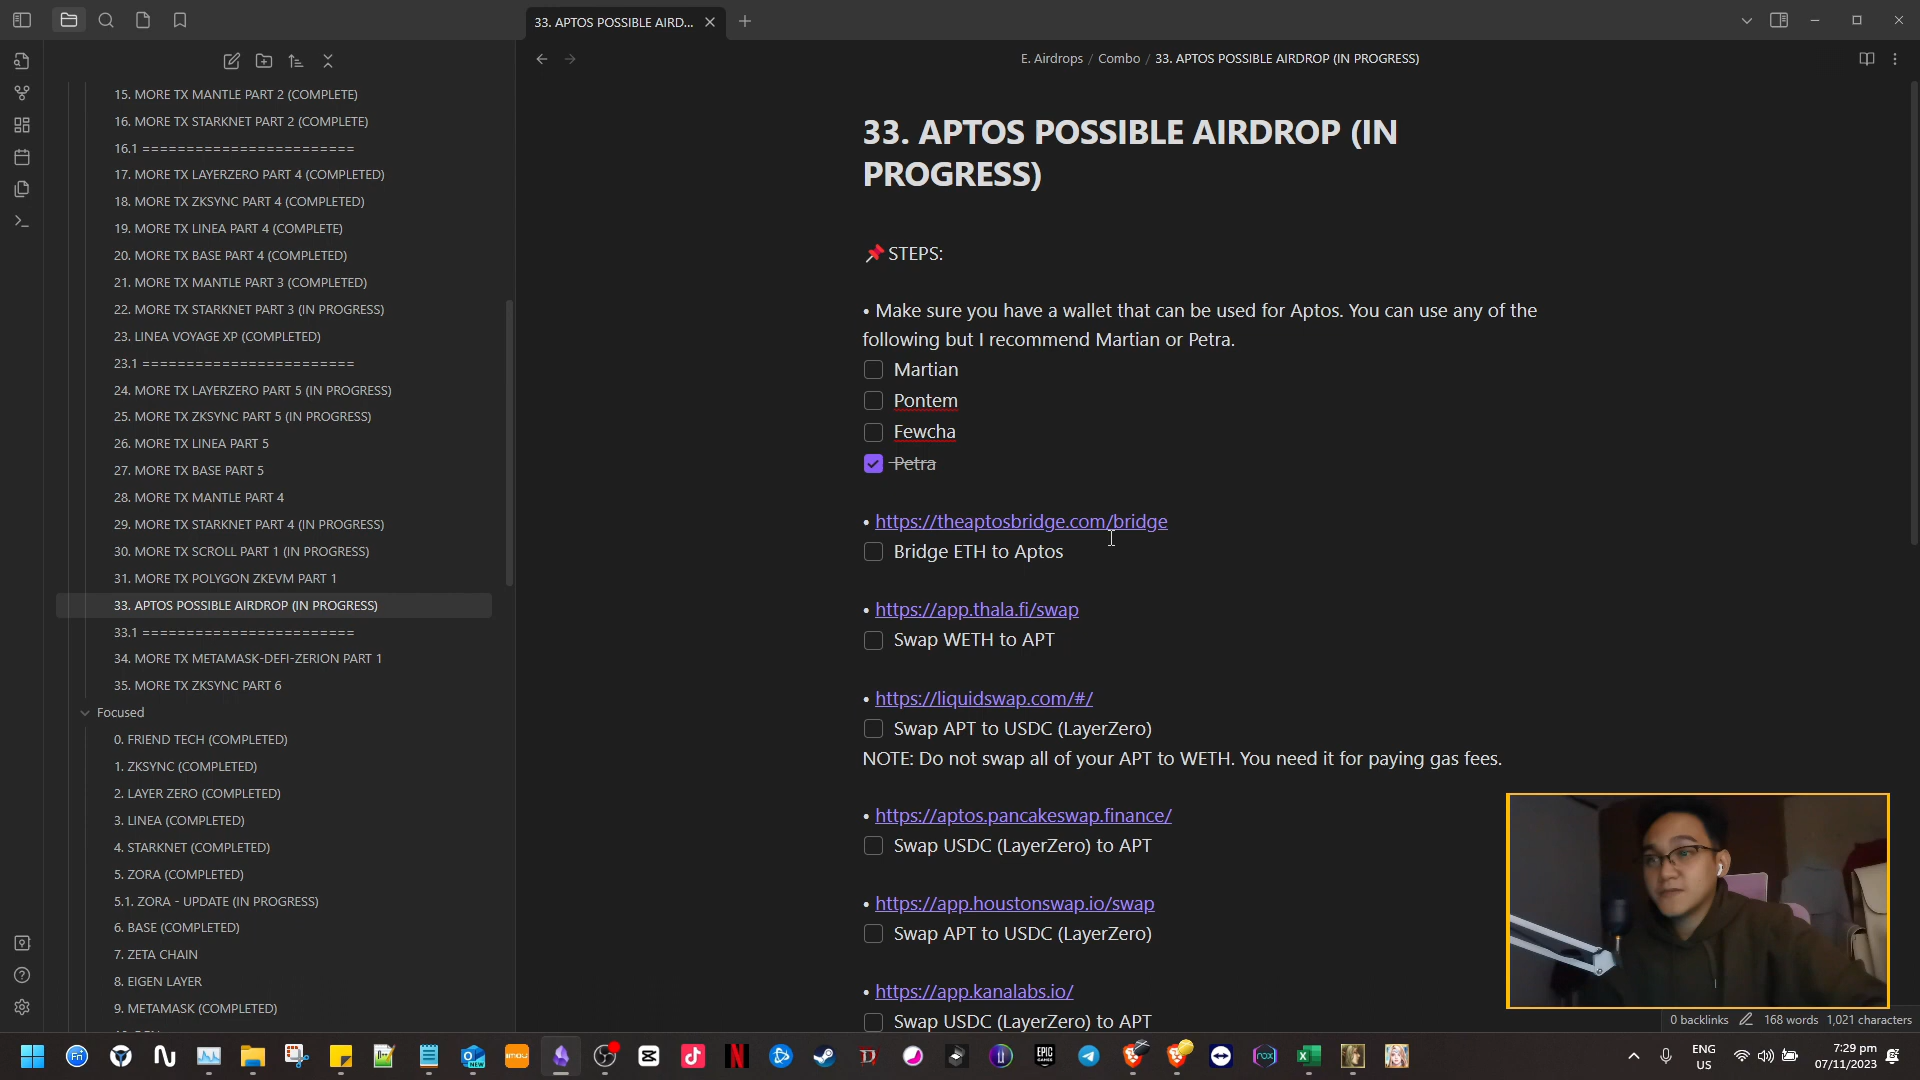 33. APTOS POSSIBLE AIRD...
E. Airdrops / Combo / 33. APTOS POSSIBLE AIRDROP (IN PROGRESS)
15. MORE TX MANTLE PART 2 (COMPLETE)
16. MORE TX STARKNET PART 2 (COMPLETE)
16.1 ========================
17. MORE TX LAYERZERO PART 4 (COMPLETED)
18. MORE TX ZKSYNC PART 4 (COMPLETED)
19. MORE TX LINEA PART 4 (COMPLETE)
20. MORE TX BASE PART 4 (COMPLETED)
21. MORE TX MANTLE PART 3 (COMPLETED)
22. MORE TX STARKNET PART 3 (IN PROGRESS)
23. LINEA VOYAGE XP (COMPLETED)
23.1 ========================
24. MORE TX LAYERZERO PART 5 (IN PROGRESS)
25. MORE TX ZKSYNC PART 5 (IN PROGRESS)
26. MORE TX LINEA PART 5
27. MORE TX BASE PART 5
28. MORE TX MANTLE PART 4
29. MORE TX STARKNET PART 4 (IN PROGRESS)
30. MORE TX SCROLL PART 1 (IN PROGRESS)
31. MORE TX POLYGON ZKEVM PART 1
33. APTOS POSSIBLE AIRDROP (IN PROGRESS)
33.1 ========================
34. MORE TX METAMASK-DEFI-ZERION PART 1
35. MORE TX ZKSYNC PART 6
Focused
0. FRIEND TECH (COMPLETED)
1. ZKSYNC (COMPLETED)
2. LAYER ZERO (COMPLETED)
3. LINEA (COMPLETED)
4. STARKNET (COMPLETED)
5. ZORA (COMPLETED)
5.1. ZORA - UPDATE (IN PROGRESS)
6. BASE (COMPLETED)
7. ZETA CHAIN
8. EIGEN LAYER
9. METAMASK (COMPLETED)
33. APTOS POSSIBLE AIRDROP (IN
PROGRESS)
📌STEPS:
• Make sure you have a wallet that can be used for Aptos. You can use any of the
following but I recommend Martian or Petra.
Martian
Pontem
Fewcha
Petra
• https://theaptosbridge.com/bridge
Bridge ETH to Aptos
• https://app.thala.fi/swap
Swap WETH to APT
• https://liquidswap.com/#/
Swap APT to USDC (LayerZero)
NOTE: Do not swap all of your APT to WETH. You need it for paying gas fees.
• https://aptos.pancakeswap.finance/
Swap USDC (LayerZero) to APT
• https://app.houstonswap.io/swap
Swap APT to USDC (LayerZero)
• https://app.kanalabs.io/
Swap USDC (LayerZero) to APT
0 backlinks 168 words 1,021 characters
ENG
US
7:29 pm
07/11/2023